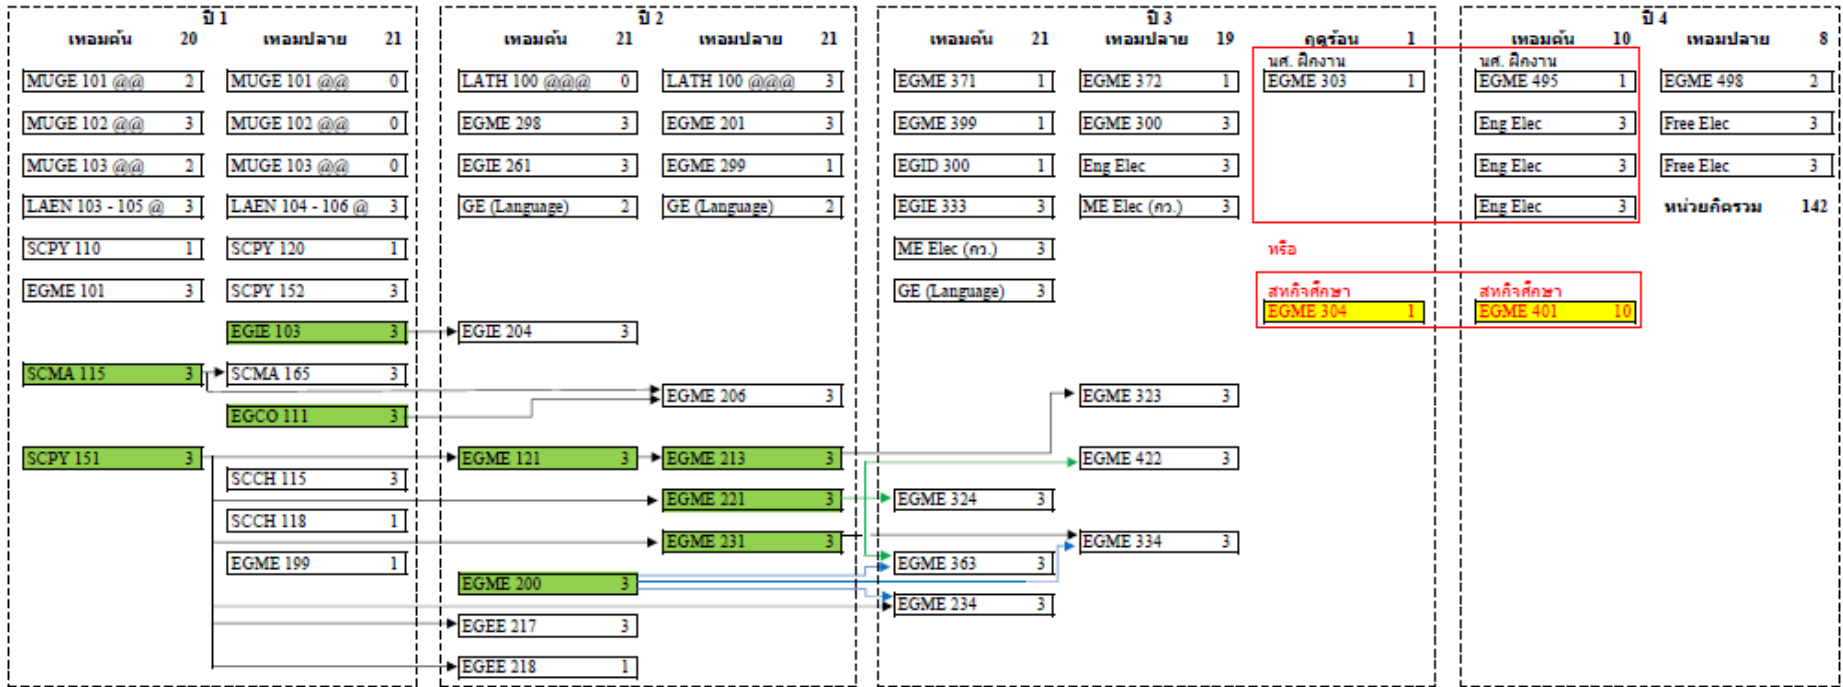 ปี 1
เทอมต้น 20
เทอมปลาย 21
MUGE 101 @@ 2
MUGE 101 @@ 0
MUGE 102 @@ 3
MUGE 102 @@ 0
MUGE 103 @@ 2
MUGE 103 @@ 0
LAEN 103 - 105 @ 3
LAEN 104 - 106 @ 3
SCPY 110 1
SCPY 120 1
EGME 101 3
SCPY 152 3
EGIE 103 3
SCMA 115 3
SCMA 165 3
EGCO 111 3
SCPY 151 3
SCCH 115 3
SCCH 118 1
EGME 199 1
ปี 2
เทอมต้น 21
เทอมปลาย 21
LATH 100 @@@ 0
LATH 100 @@@ 3
EGME 298 3
EGME 201 3
EGIE 261 3
EGME 299 1
GE (Language) 2
GE (Language) 2
EGIE 204 3
EGME 206 3
EGME 121 3
EGME 213 3
EGME 221 3
EGME 231 3
EGME 200 3
EGEE 217 3
EGEE 218 1
ปี 3
เทอมต้น 21
เทอมปลาย 19
ฤดูร้อน 1
EGME 371 1
EGME 372 1
นศ. ฝึกงาน
EGME 303 1
EGME 399 1
EGME 300 3
EGID 300 1
Eng Elec 3
EGIE 333 3
ME Elec (คว.) 3
ME Elec (คว.) 3
หรือ
GE (Language) 3
สหกิจศึกษา
EGME 304 1
EGME 323 3
EGME 422 3
EGME 324 3
EGME 334 3
EGME 363 3
EGME 234 3
ปี 4
เทอมต้น 10
เทอมปลาย 8
นศ. ฝึกงาน
EGME 495 1
EGME 498 2
Eng Elec 3
Free Elec 3
Eng Elec 3
Free Elec 3
Eng Elec 3
หน่วยกิตรวม 142
สหกิจศึกษา
EGME 401 10